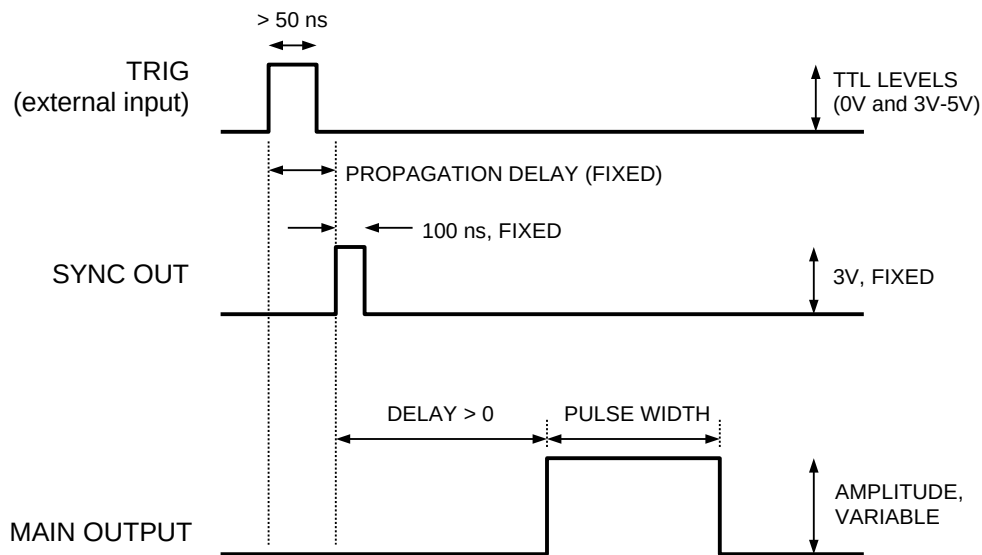 > 50 ns
TRIG
(external input)
TTL LEVELS
(0V and 3V-5V)
PROPAGATION DELAY (FIXED)
100 ns, FIXED
SYNC OUT
3V, FIXED
DELAY > 0
PULSE WIDTH
MAIN OUTPUT
AMPLITUDE,
VARIABLE